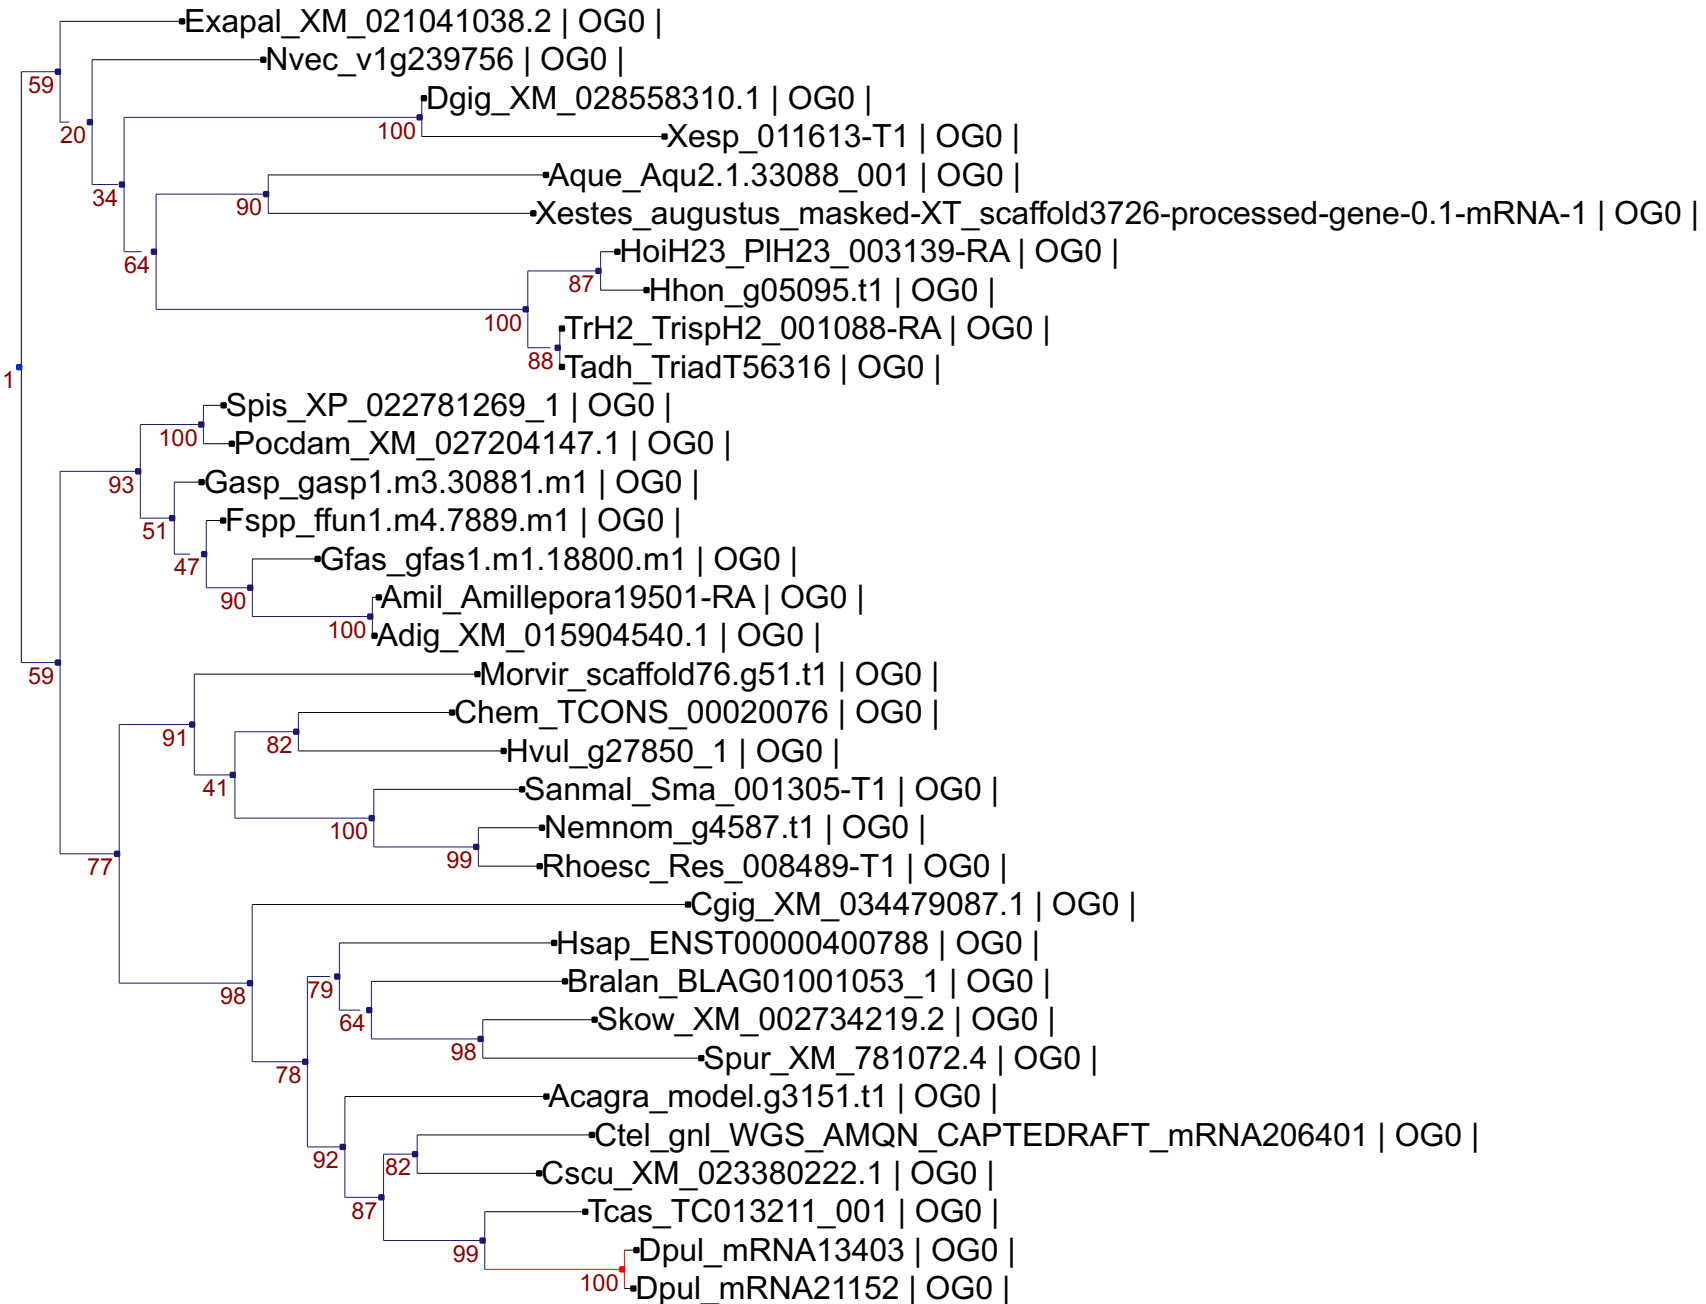 Exapal_XM_021041038.2 | OG0 |
Nvec_v1g239756 | OG0 |
59
Dgig_XM_028558310.1 | OG0 |
20
100
Xesp_011613-T1 | OG0 |
Aque_Aqu2.1.33088_001 | OG0 |
34
90
Xestes_augustus_masked-XT_scaffold3726-processed-gene-0.1-mRNA-1 | OG0 |
HoiH23_PlH23_003139-RA | OG0 |
64
87
Hhon_g05095.t1 | OG0 |
100
TrH2_TrispH2_001088-RA | OG0 |
88
Tadh_TriadT56316 | OG0 |
1
Spis_XP_022781269_1 | OG0 |
100
Pocdam_XM_027204147.1 | OG0 |
93
Gasp_gasp1.m3.30881.m1 | OG0 |
51
Fspp_ffun1.m4.7889.m1 | OG0 |
47
Gfas_gfas1.m1.18800.m1 | OG0 |
90
Amil_Amillepora19501-RA | OG0 |
100
Adig_XM_015904540.1 | OG0 |
59
Morvir_scaffold76.g51.t1 | OG0 |
Chem_TCONS_00020076 | OG0 |
91
82
Hvul_g27850_1 | OG0 |
41
Sanmal_Sma_001305-T1 | OG0 |
100
Nemnom_g4587.t1 | OG0 |
77
99
Rhoesc_Res_008489-T1 | OG0 |
Cgig_XM_034479087.1 | OG0 |
Hsap_ENST00000400788 | OG0 |
98
79
Bralan_BLAG01001053_1 | OG0 |
64
Skow_XM_002734219.2 | OG0 |
98
Spur_XM_781072.4 | OG0 |
78
Acagra_model.g3151.t1 | OG0 |
Ctel_gnl_WGS_AMQN_CAPTEDRAFT_mRNA206401 | OG0 |
92
82
Cscu_XM_023380222.1 | OG0 |
87
Tcas_TC013211_001 | OG0 |
99
Dpul_mRNA13403 | OG0 |
100
Dpul_mRNA21152 | OG0 |